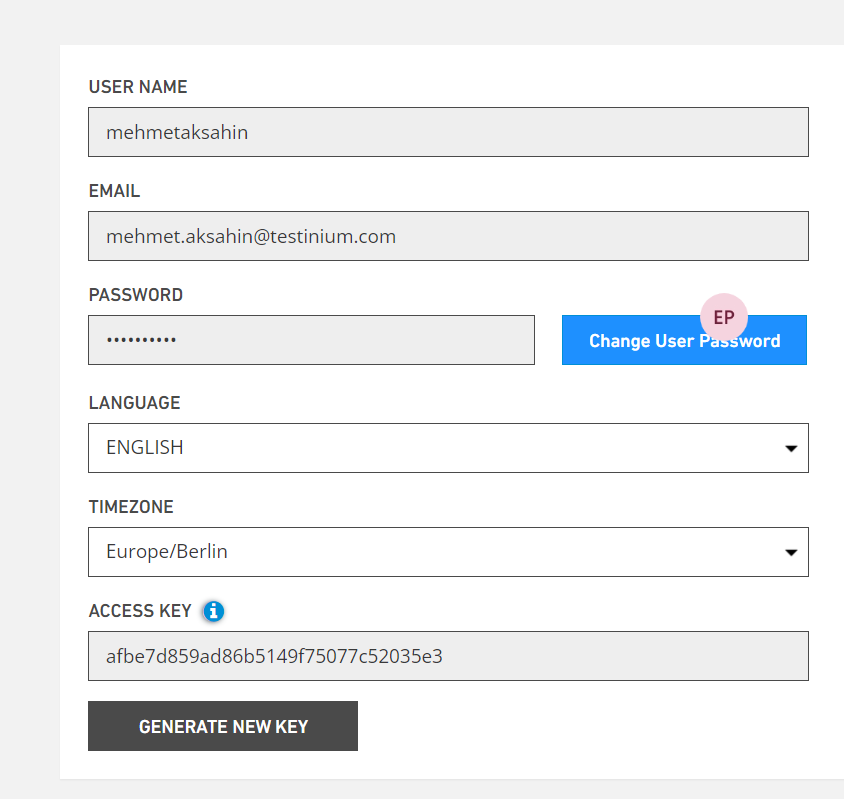 USER NAME
mehmetaksahin
EMAIL
mehmet.aksahin@testinium.com
PASSWORD
••••••••••
EP
Change User Password
LANGUAGE
ENGLISH
TIMEZONE
Europe/Berlin
ACCESS KEY
afbe7d859ad86b5149f75077c52035e3
GENERATE NEW KEY